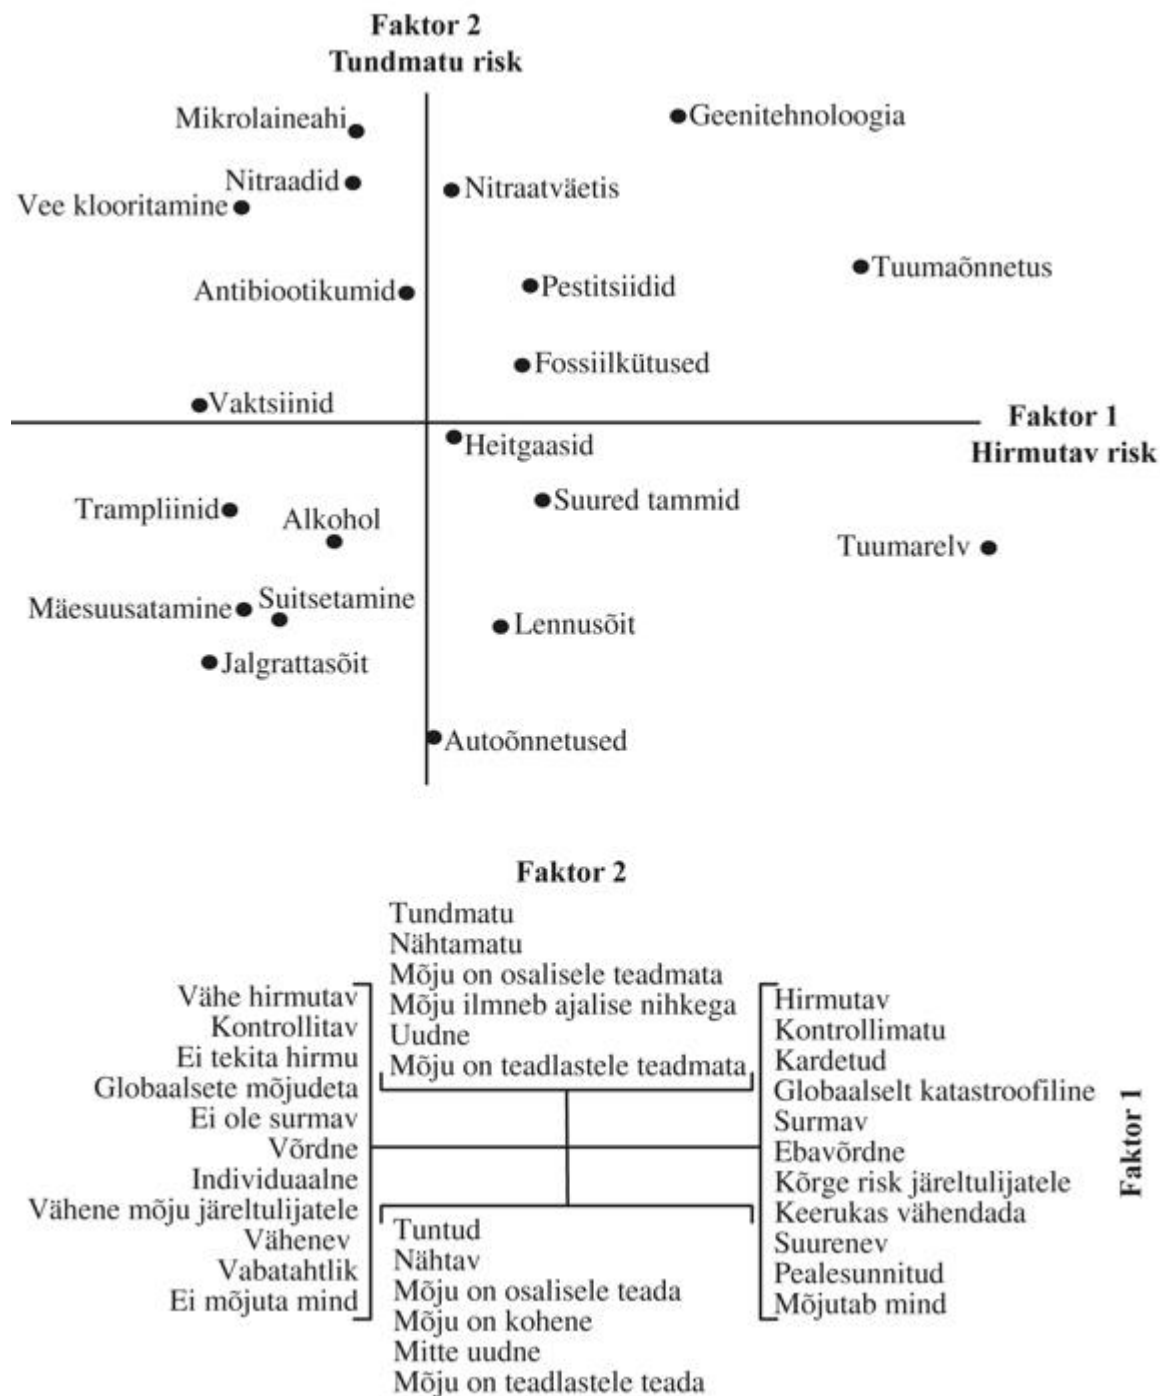 Faktor 2
Tundmatu risk
Mikrolaineahi
Geenitehnoloogia
Nitraadid
Nitraatväetis
Vee klooritamine
Tuumaõnnetus
Antibiootikumid
Pestitsiidid
Fossiilkütused
Vaktsiinid
Faktor 1
Hirmutav risk
Heitgaasid
Trampliinid
Alkohol
Suured tammid
Tuumarelv
Mäesuusatamine
Suitsetamine
Lennusõit
Jalgrattasõit
Autoõnnetused
Faktor 2
Tundmatu
Nähtamatu
Mõju on osalisele teadmata
Mõju ilmneb ajalise nihkega
Uudne
Mõju on teadlastele teadmata
Vähe hirmutav
Kontrollitav
Ei tekita hirmu
Globaalsete mõjudeta
Ei ole surmav
Võrdne
Individuaalne
Vähene mõju järeltulijatele
Vähenev
Vabatahtlik
Ei mõjuta mind
Hirmutav
Kontrollimatu
Kardetud
Globaalselt katastroofiline
Surmav
Ebavõrdne
Kõrge risk järeltulijatele
Keerukas vähendada
Suurenev
Pealesunnitud
Mõjutab mind
Faktor 1
Tuntud
Nähtav
Mõju on osalisele teada
Mõju on kohene
Mitte uudne
Mõju on teadlastele teada